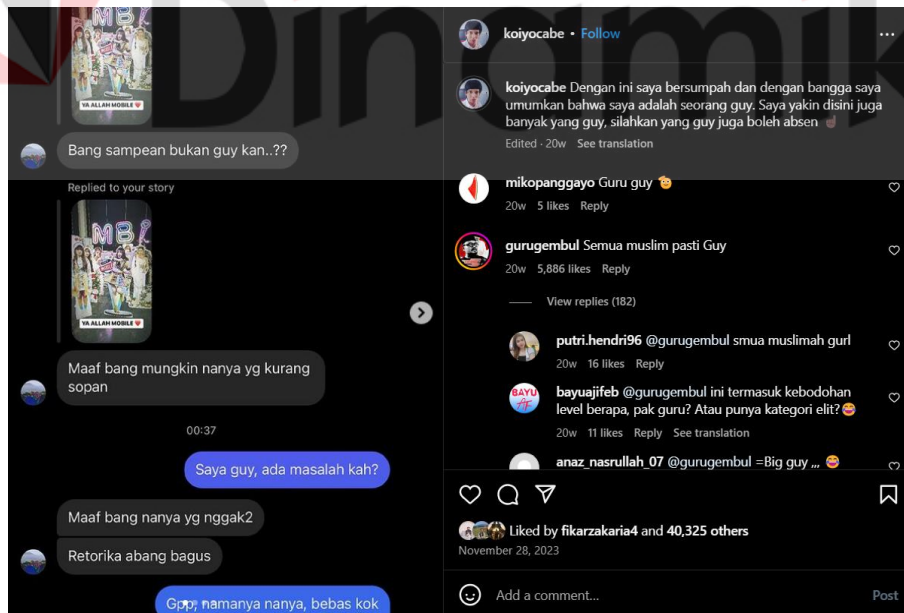 Dinamik
MB
YA ALLAH MOBILE
Bang sampean bukan guy kan..??
Replied to your story
MB
YA ALLAH MOBILE
Maaf bang mungkin nanya yg kurang
sopan
00:37
Saya guy, ada masalah kah?
Maaf bang nanya yg nggak2
Retorika abang bagus
Gpp, namanya nanya, bebas kok
koiyocabe • Follow
koiyocabe Dengan ini saya bersumpah dan dengan bangga saya
umumkan bahwa saya adalah seorang guy. Saya yakin disini juga
banyak yang guy, silahkan yang guy juga boleh absen ☝🏿
Edited · 20w See translation
mikopanggayo Guru guy 🫡
20w 5 likes Reply
gurugembul Semua muslim pasti Guy
20w 5,886 likes Reply
View replies (182)
putri.hendri96 @gurugembul smua muslimah gurl
20w 16 likes Reply
BAYU
AF
bayuajifeb @gurugembul ini termasuk kebodohan
level berapa, pak guru? Atau punya kategori elit?😂
20w 11 likes Reply See translation
anaz_nasrullah_07 @gurugembul =Big guy ,,, 😂
Liked by fikarzakaria4 and 40,325 others
November 28, 2023
Add a comment...
Post